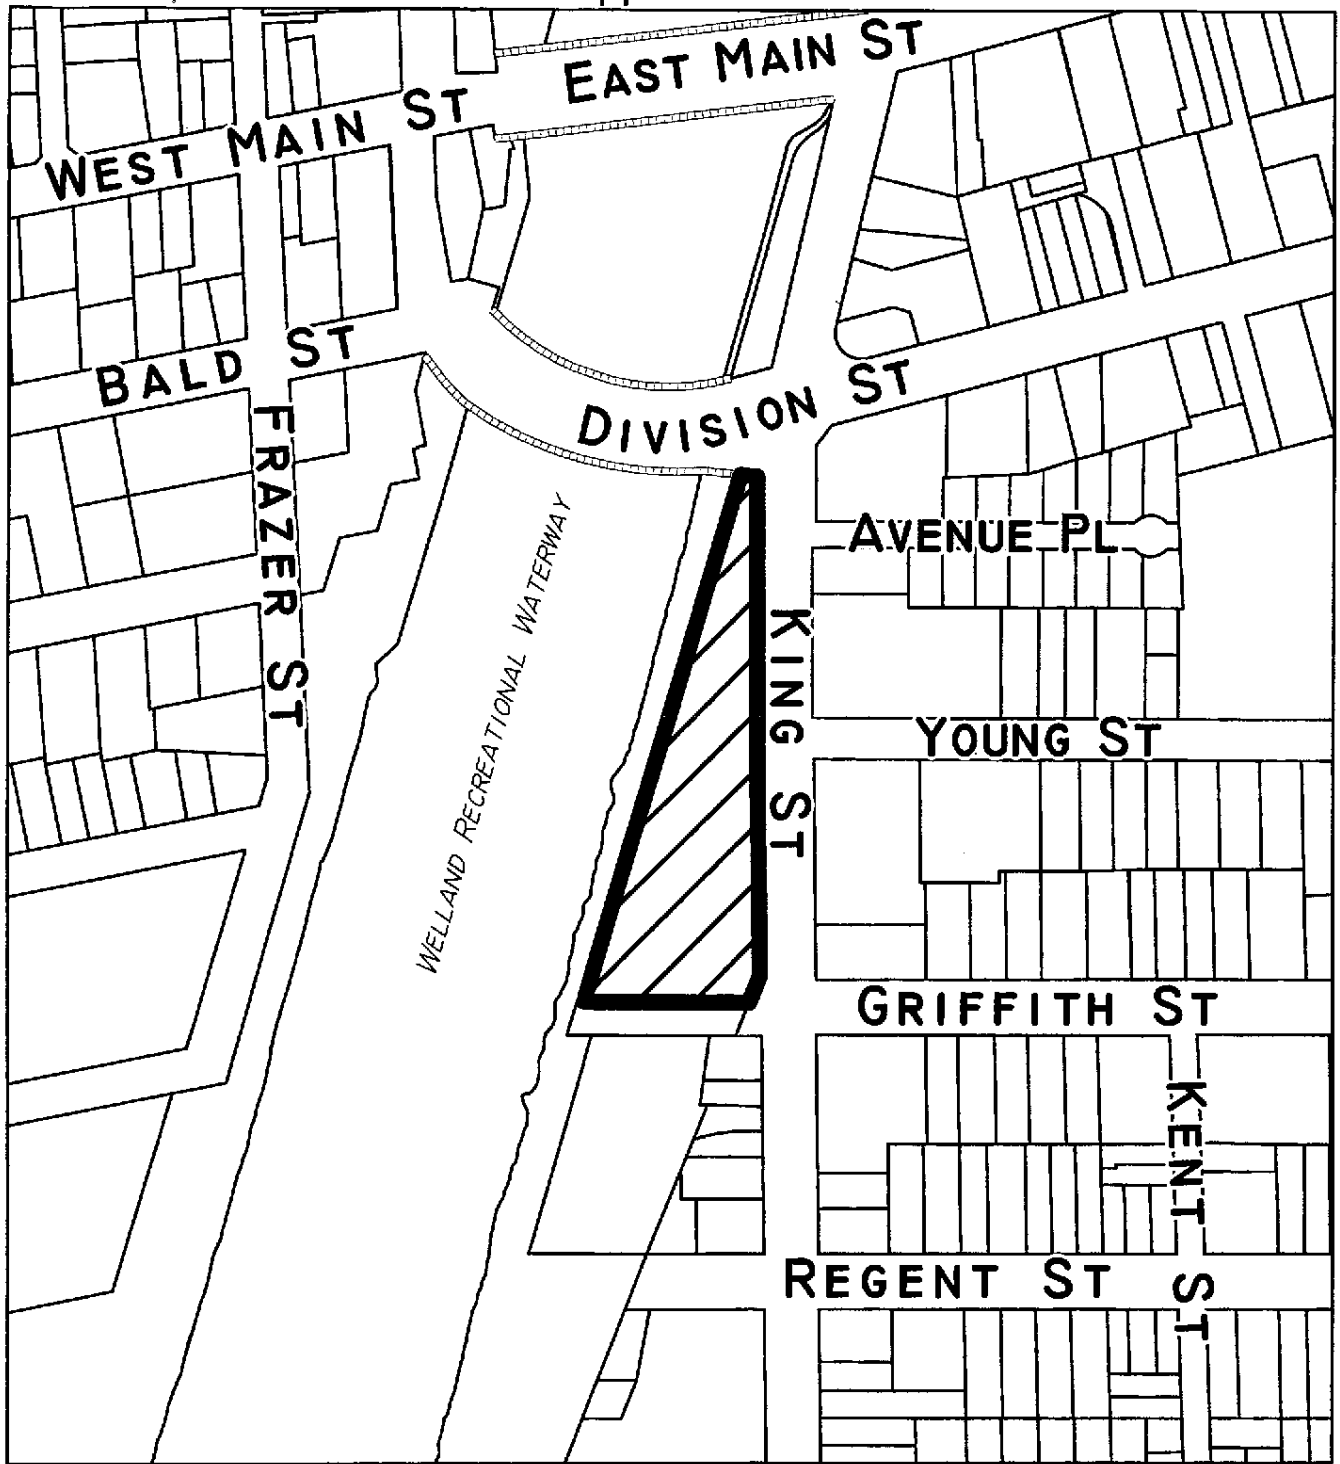 EAST MAIN ST
WEST MAIN ST
BALD ST
DIVISION ST
FRAZER ST
WELLAND RECREATIONAL WATERWAY
AVENUE PL
KING ST
YOUNG ST
GRIFFITH ST
KENT ST
REGENT ST